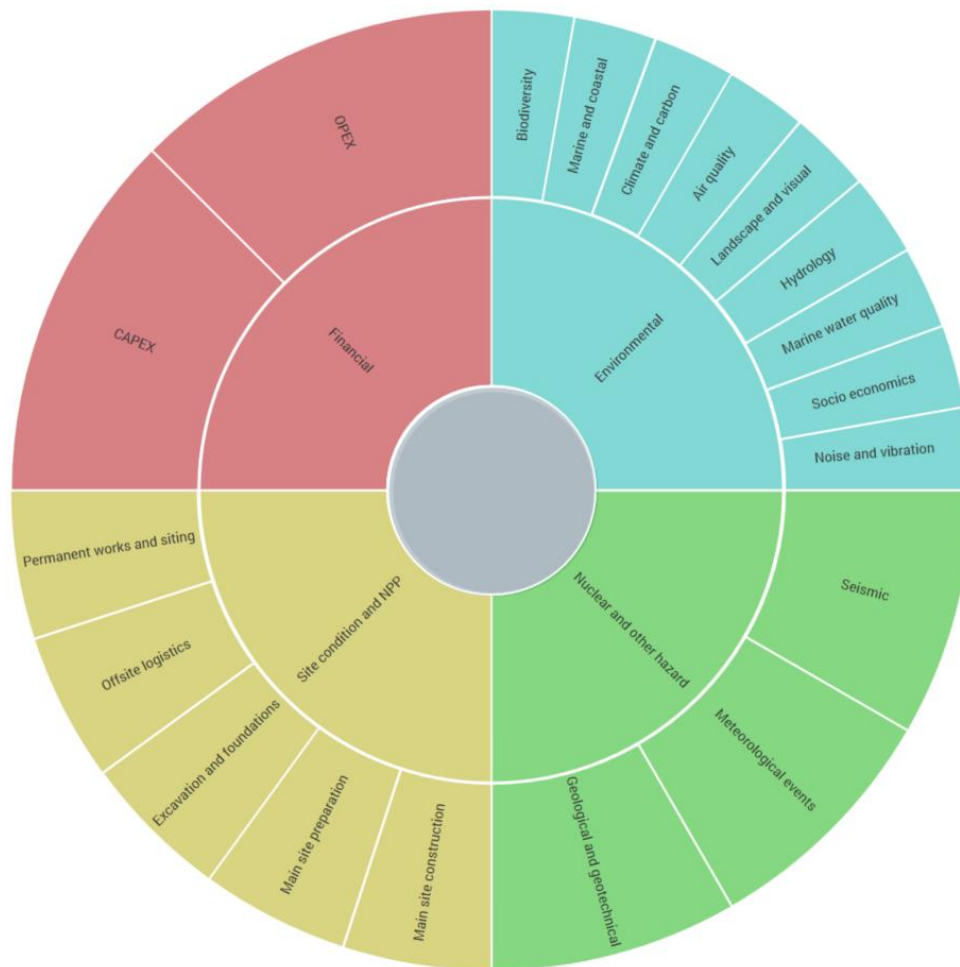 Financial
OPEX
CAPEX
Environmental
Biodiversity
Marine and coastal
Climate and carbon
Air quality
Landscape and visual
Hydrology
Marine water quality
Socio economics
Noise and vibration
Nuclear and other hazard
Seismic
Meteorological events
Geological and geotechnical
Site condition and NPP
Main site construction
Main site preparation
Excavation and foundations
Offsite logistics
Permanent works and siting